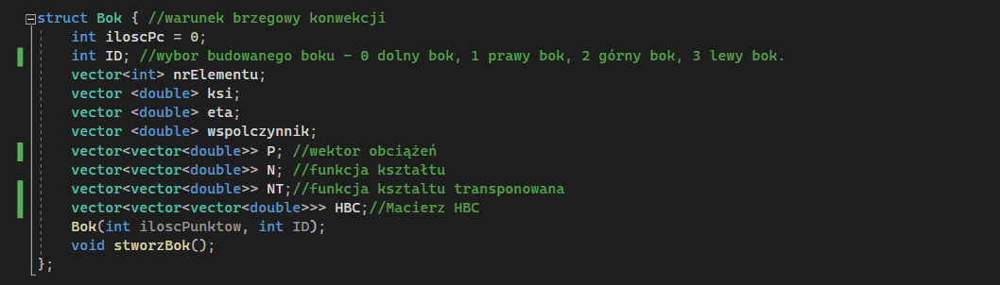 struct Bok { //warunek brzegowy konwekcji
int iloscPc = 0;
int ID; //wybor budowanego boku - 0 dolny bok, 1 prawy bok, 2 górny bok, 3 lewy bok.
vector<int> nrElementu;
vector <double> ksi;
vector <double> eta;
vector <double> wspolczynnik;
vector<vector<double>> P; //wektor obciążeń
vector<vector<double>> N; //funkcja kształtu
vector<vector<double>> NT;//funkcja ksztaltu transponowana
vector<vector<vector<double>>> HBC;//Macierz HBC
Bok(int iloscPunktow, int ID);
void stworzBok();
};